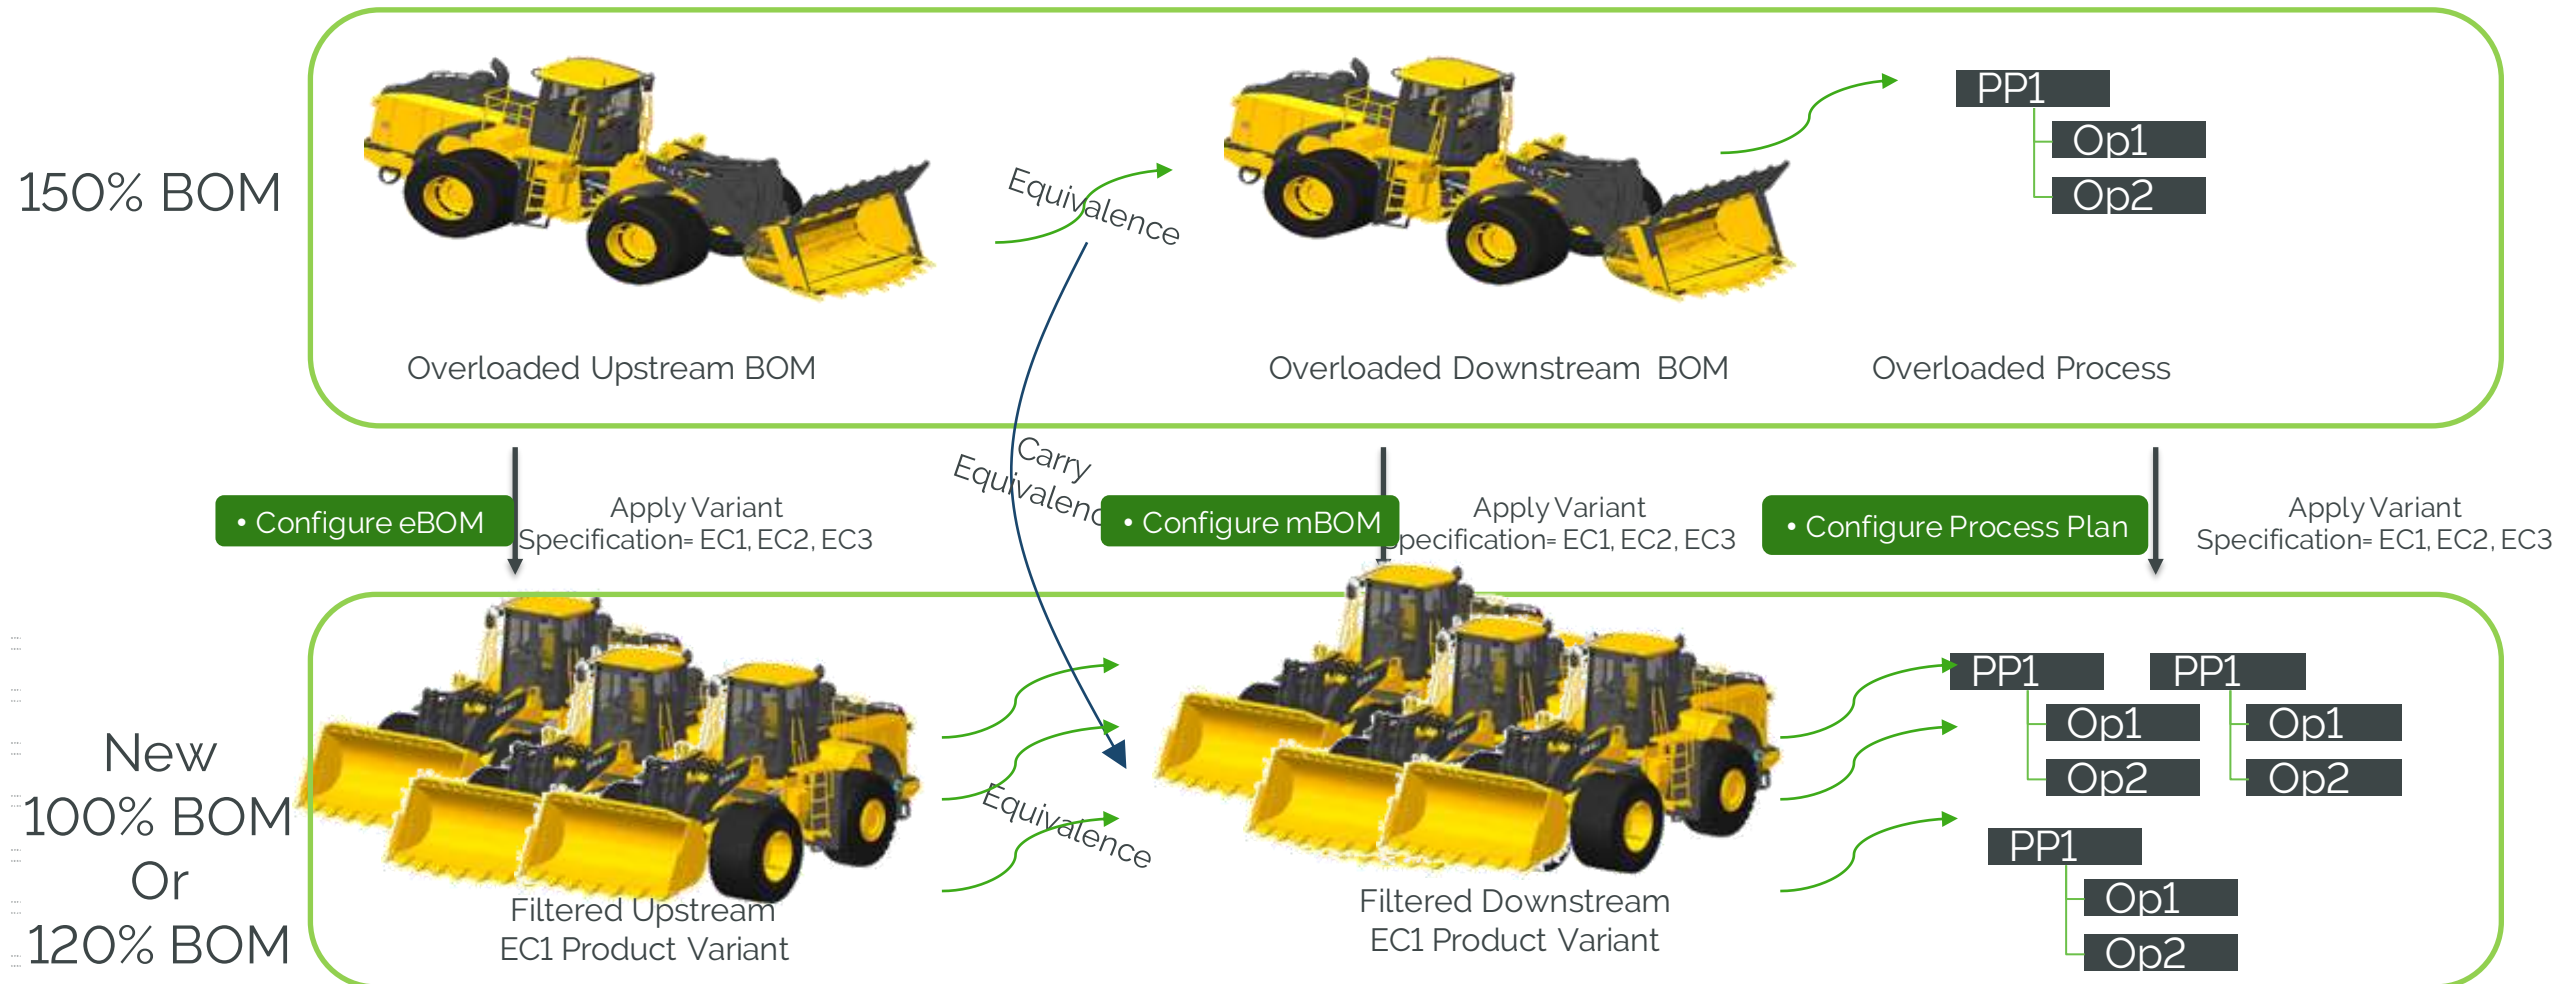 150% BOM
Equivalence
PP1
Op1
Op2
Overloaded Upstream BOM
Overloaded Downstream BOM
Overloaded Process
Carry
• Configure eBOM
Apply Variant
Specification= EC1, EC2, EC3
• Configure mBOM
Apply Variant
Specification= EC1, EC2, EC3
• Configure Process Plan
Apply Variant
Specification= EC1, EC2, EC3
New
100% BOM
Or
120% BOM
Equivalence
PP1
Op1
Op2
PP1
Op1
Op2
PP1
Op1
Op2
Filtered Upstream
EC1 Product Variant
Filtered Downstream
EC1 Product Variant